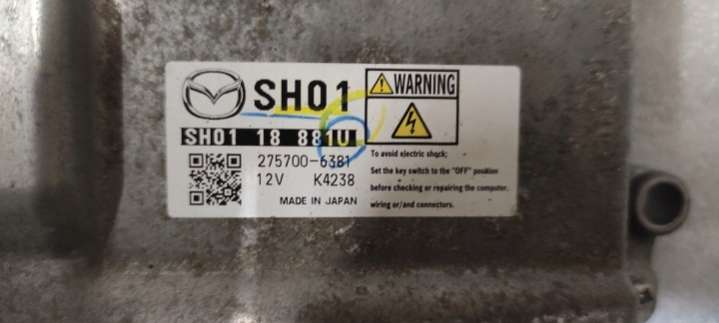 SH01
SH01 18 881U
275700-6381
12V K4238
MADE IN JAPAN
WARNING
To avoid electric shock;
Set the key switch to the "OFF" position
before checking or repairing the computer,
wiring or/and connectors.